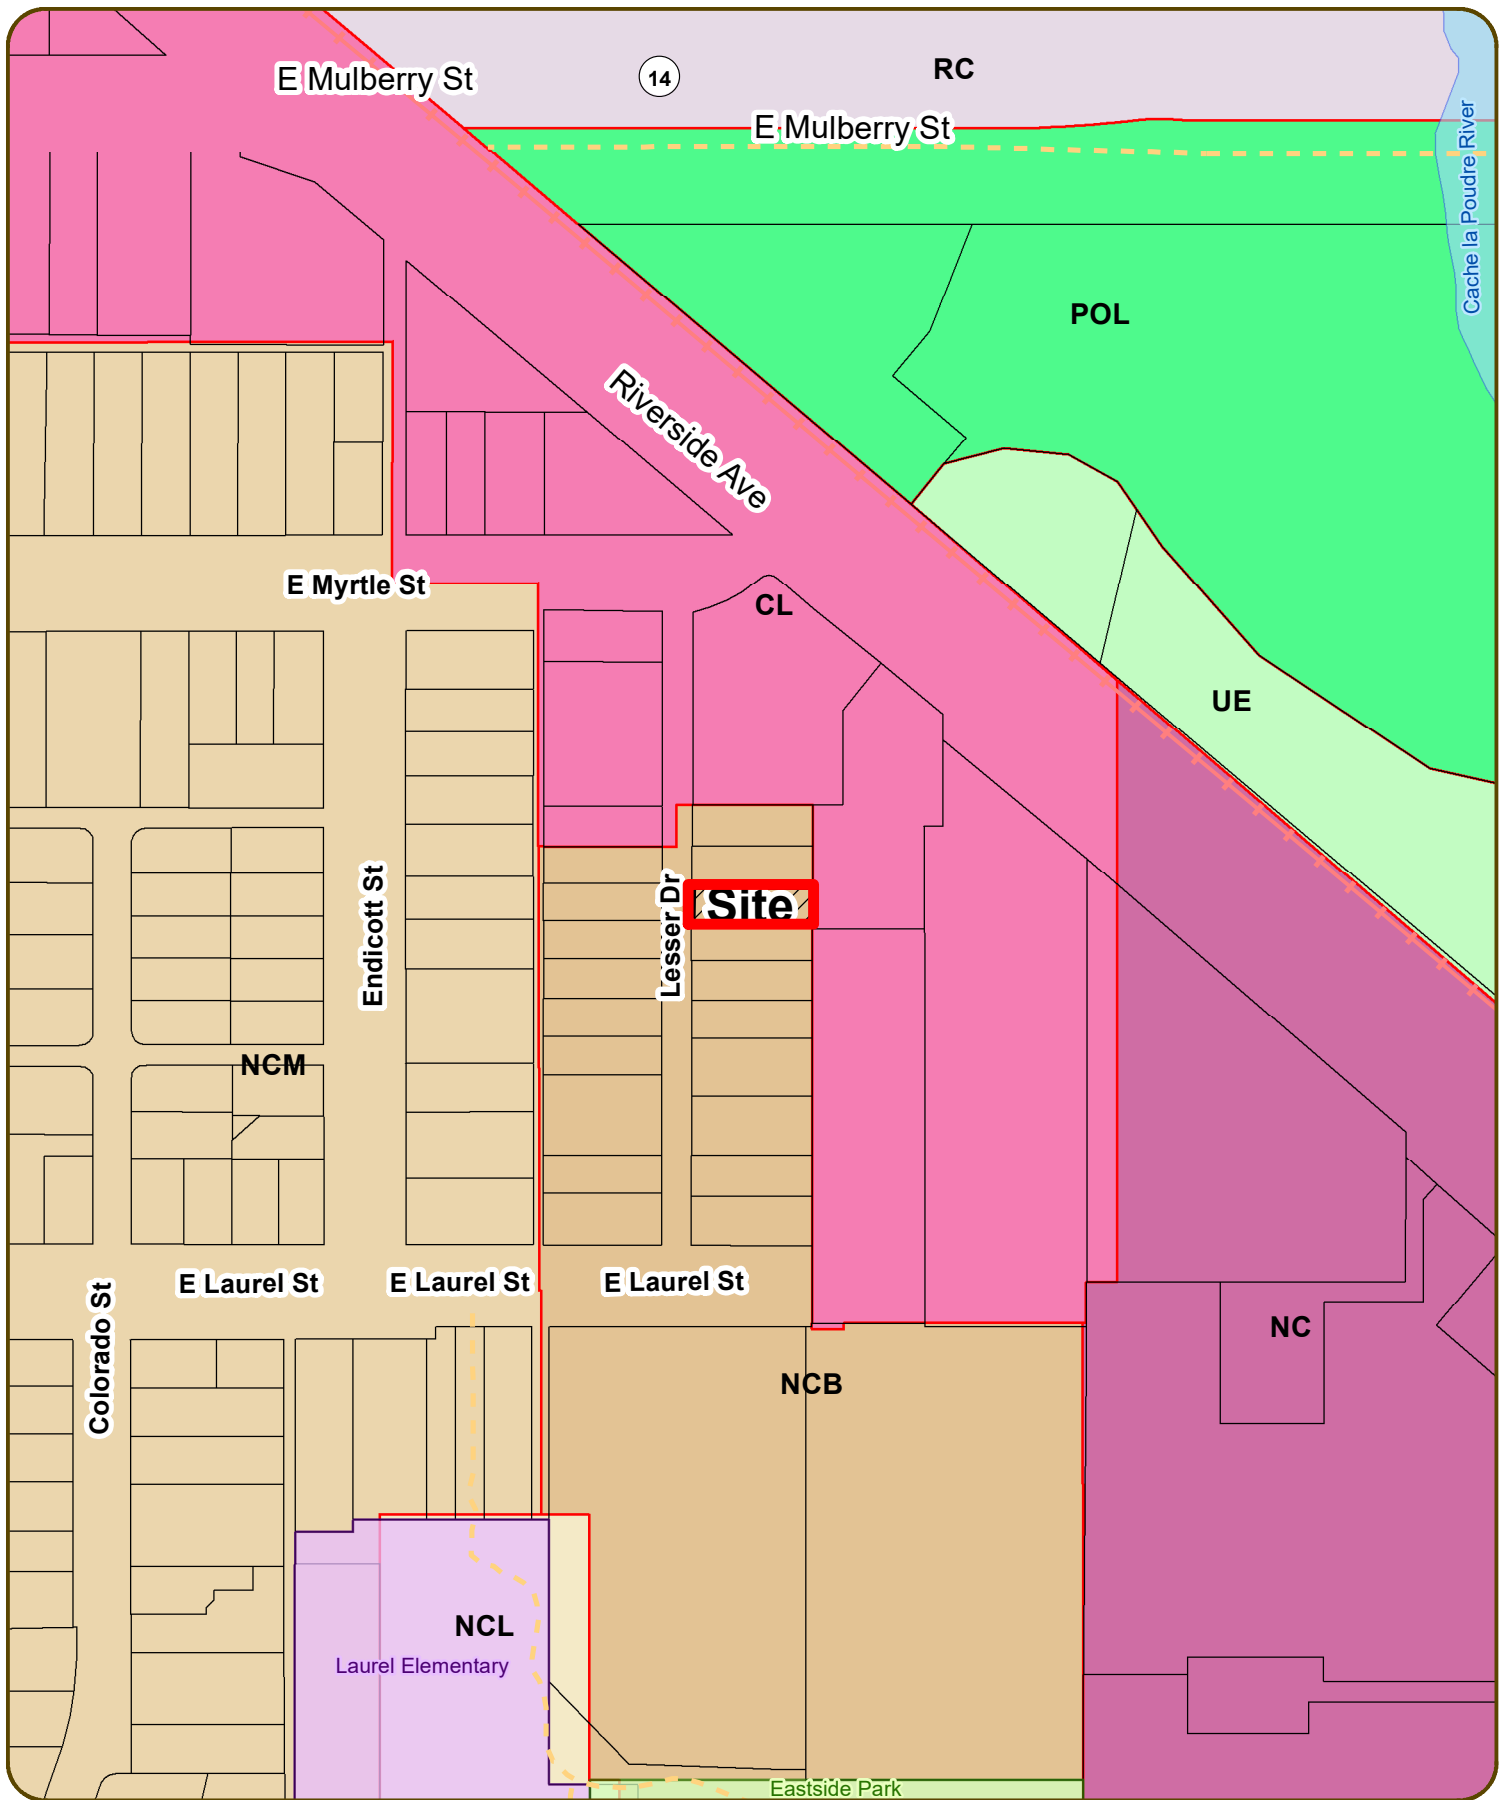 RC
E Mulberry St
14
E Mulberry St
Cache la Poudre River
POL
Riverside Ave
E Myrtle St
CL
UE
Endicott St
Lesser Dr
Site
NCM
E Laurel St
E Laurel St
E Laurel St
Colorado St
NC
NCB
NCL
Laurel Elementary
Eastside Park